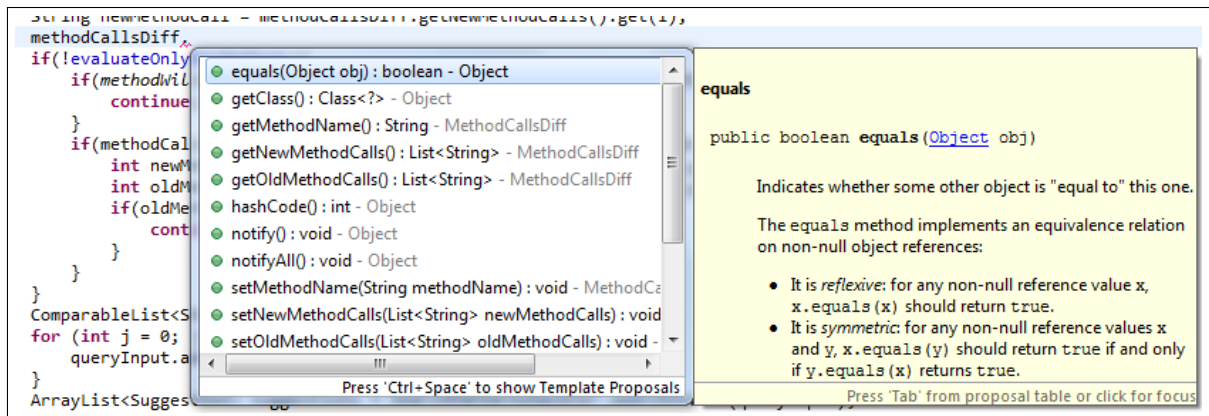 String newMethodCall = methodCallsDiff.getNewMethodCalls().get(i);
methodCallsDiff.
if(!evaluateOnly
if(methodWil
continue
}
if(methodCal
int newM
int oldM
if(oldMe
cont
}
}
}
ComparableList<S
for (int j = 0;
queryInput.a
}
ArrayList<Sugges
equals(Object obj) : boolean - Object
getClass() : Class<?> - Object
getMethodName() : String - MethodCallsDiff
getNewMethodCalls() : List<String> - MethodCallsDiff
getOldMethodCalls() : List<String> - MethodCallsDiff
hashCode() : int - Object
notify() : void - Object
notifyAll() : void - Object
setMethodName(String methodName) : void - MethodCa
setNewMethodCalls(List<String> newMethodCalls) : void
setOldMethodCalls(List<String> oldMethodCalls) : void -
Press 'Ctrl+Space' to show Template Proposals
equals
public boolean equals(Object obj)
Indicates whether some other object is "equal to" this one.
The equals method implements an equivalence relation
on non-null object references:
• It is reflexive: for any non-null reference value x,
x.equals(x) should return true.
• It is symmetric: for any non-null reference values x
and y, x.equals(y) should return true if and only
if y.equals(x) returns true.
Press 'Tab' from proposal table or click for focus